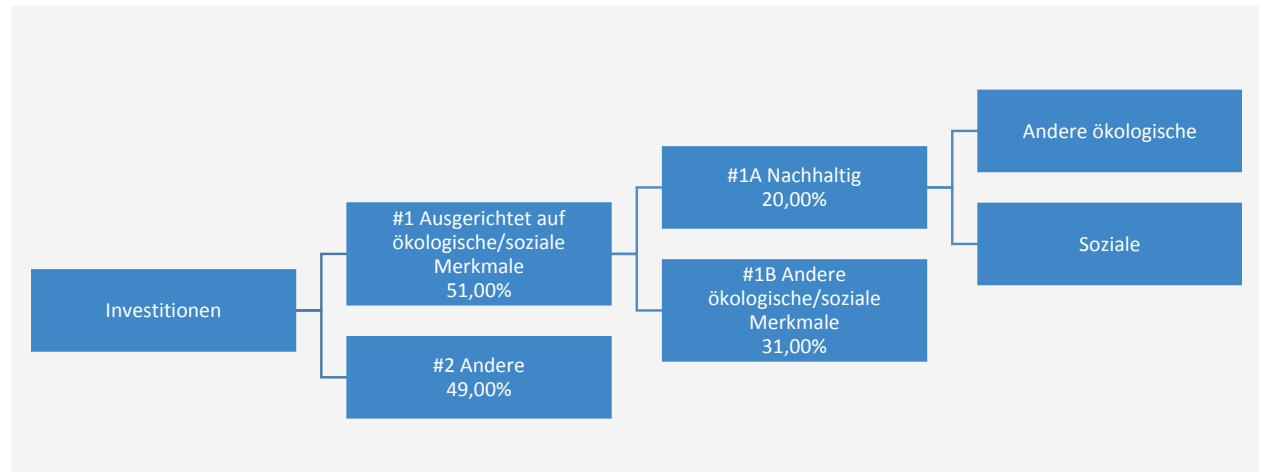 Investitionen
#1 Ausgerichtet auf
ökologische/soziale
Merkmale
51,00%
#2 Andere
49,00%
#1A Nachhaltig
20,00%
#1B Andere
ökologische/soziale
Merkmale
31,00%
Andere ökologische
Soziale